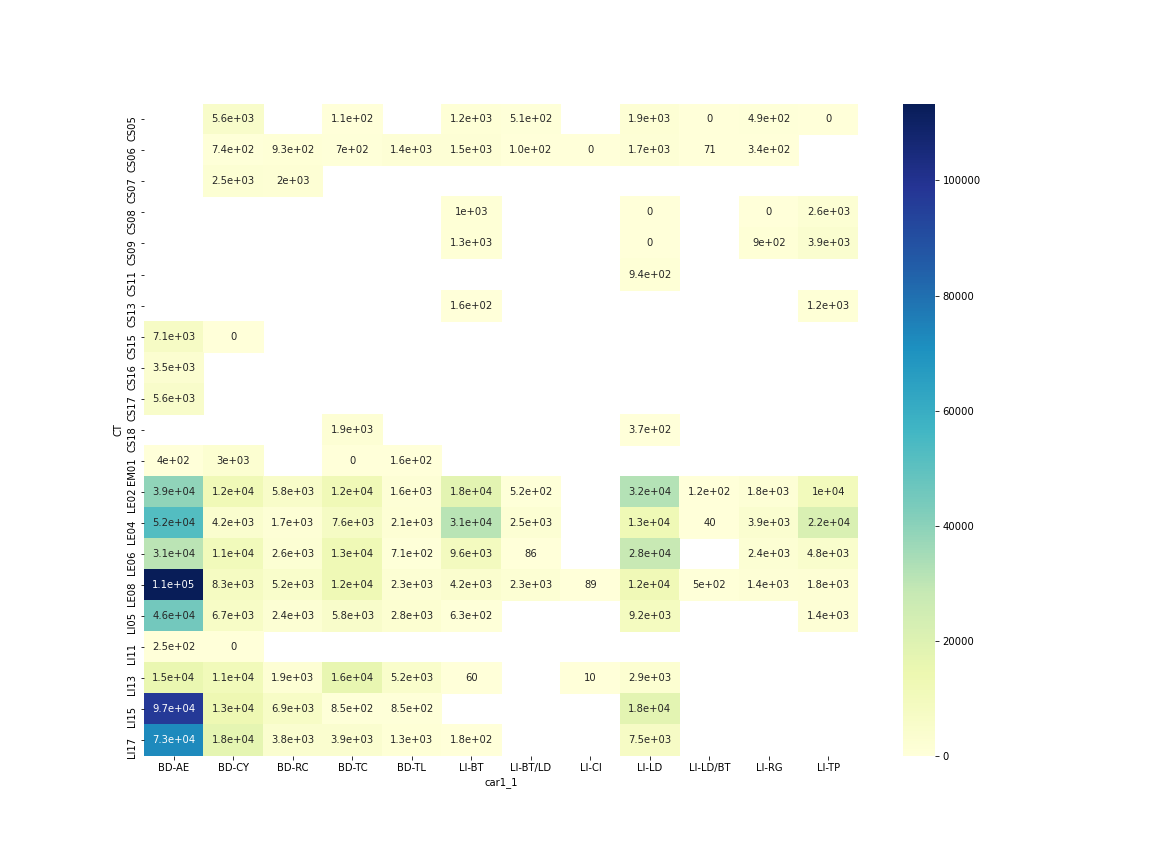 CS05 5.6e+03 1.1e+02 1.2e+03 5.1e+02 1.9e+03 0 4.9e+02 0
CS06 7.4e+02 9.3e+02 7e+02 1.4e+03 1.5e+03 1.0e+02 0 1.7e+03 71 3.4e+02
CS07 2.5e+03 2e+03
100000
CS08 1e+03 0 0 2.6e+03
CS09 1.3e+03 0 9e+02 3.9e+03
CS11 9.4e+02
80000
CS13 1.6e+02 1.2e+03
CS15 7.1e+03 0
CS16 3.5e+03
CS17 5.6e+03
60000
CT
CS18 1.9e+03 3.7e+02
EM01 4e+02 3e+03 0 1.6e+02
LE02 3.9e+04 1.2e+04 5.8e+03 1.2e+04 1.6e+03 1.8e+04 5.2e+02 3.2e+04 1.2e+02 1.8e+03 1e+04
LE04 5.2e+04 4.2e+03 1.7e+03 7.6e+03 2.1e+03 3.1e+04 2.5e+03 1.3e+04 40 3.9e+03 2.2e+04
40000
LE06 3.1e+04 1.1e+04 2.6e+03 1.3e+04 7.1e+02 9.6e+03 86 2.8e+04 2.4e+03 4.8e+03
LE08 1.1e+05 8.3e+03 5.2e+03 1.2e+04 2.3e+03 4.2e+03 2.3e+03 89 1.2e+04 5e+02 1.4e+03 1.8e+03
LI05 4.6e+04 6.7e+03 2.4e+03 5.8e+03 2.8e+03 6.3e+02 9.2e+03 1.4e+03
20000
LI11 2.5e+02 0
LI13 1.5e+04 1.1e+04 1.9e+03 1.6e+04 5.2e+03 60 10 2.9e+03
LI15 9.7e+04 1.3e+04 6.9e+03 8.5e+02 8.5e+02 1.8e+04
LI17 7.3e+04 1.8e+04 3.8e+03 3.9e+03 1.3e+03 1.8e+02 7.5e+03
0
BD-AE BD-CY BD-RC BD-TC BD-TL LI-BT LI-BT/LD LI-CI LI-LD LI-LD/BT LI-RG LI-TP
car1_1